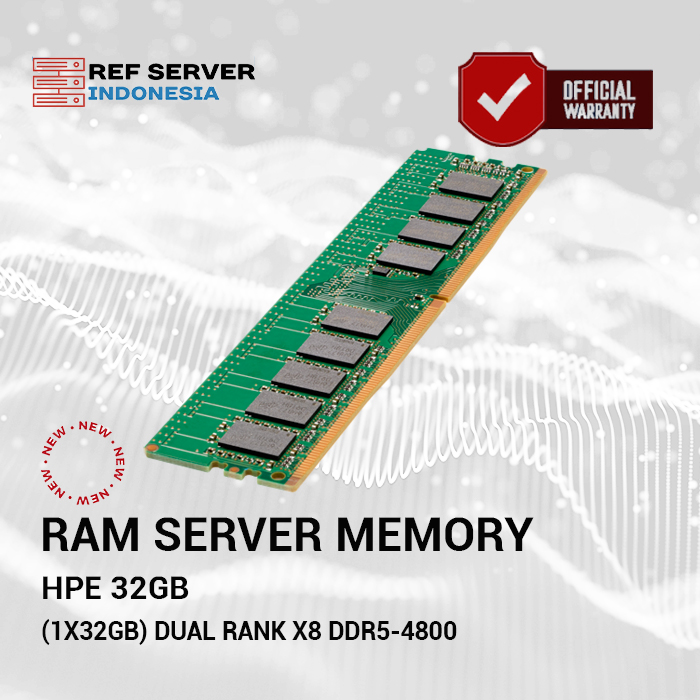 REF SERVER
INDONESIA
OFFICIAL
WARRANTY
NEW • NEW • NEW • NEW • NEW •
RAM SERVER MEMORY
HPE 32GB
(1X32GB) DUAL RANK X8 DDR5-4800